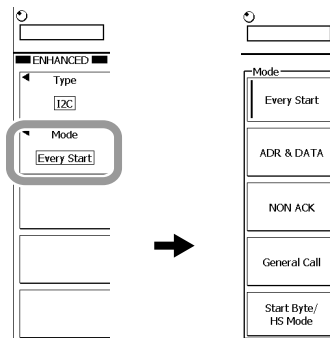 ENHANCED
Type
I2C
Mode
Every Start
Mode
Every Start
ADR & DATA
NON ACK
General Call
Start Byte/
HS Mode